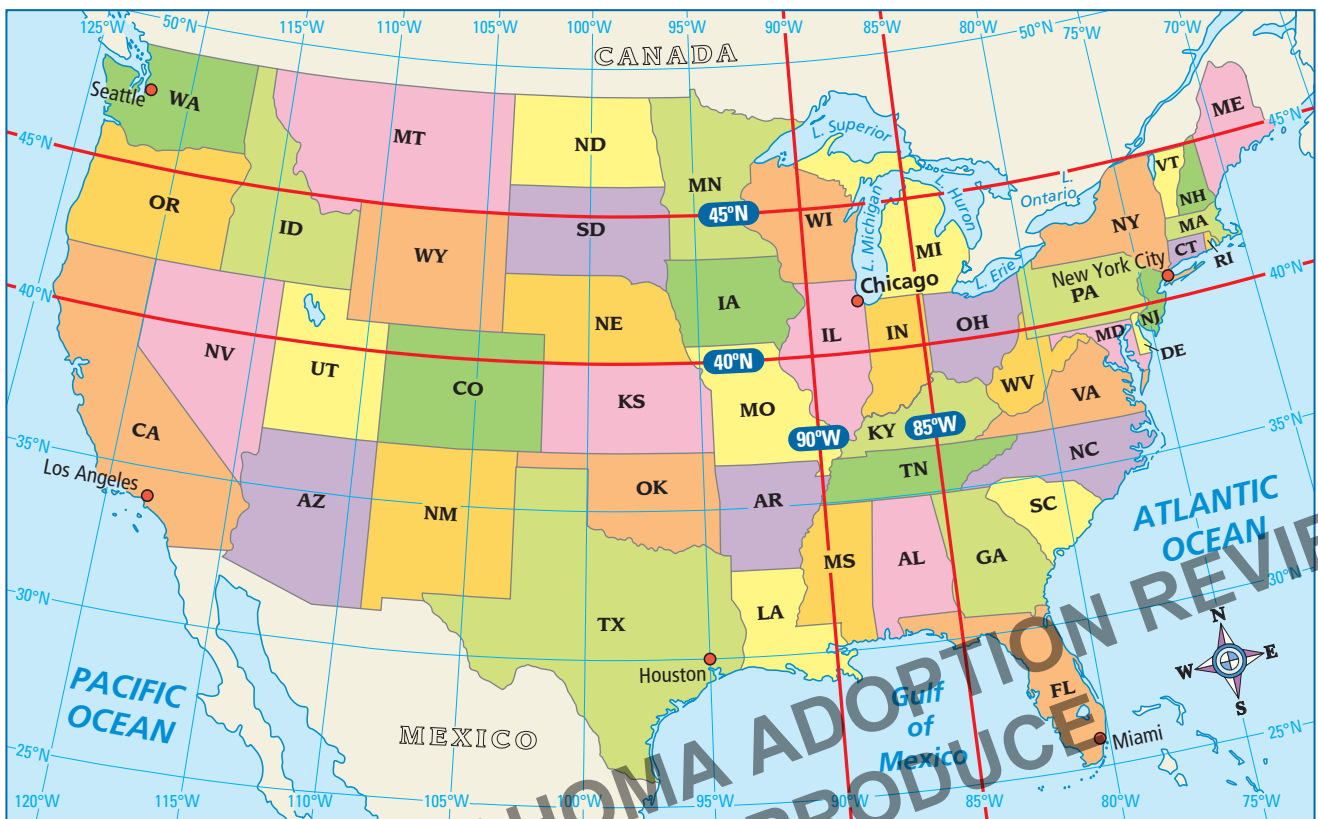 125°W
50°N
120°W
115°W
110°W
105°W
100°W
95°W
90°W
85°W
80°W
50°N
75°W
70°W
CANADA
Seattle
WA
MT
ND
MN
L. Superior
ME
45°N
45°N
OR
ID
WY
SD
45°N
WI
L. Michigan
MI
L. Huron
L. Ontario
L. Erie
VT
NH
NY
MA
CT
RI
New York City
40°N
40°N
Chicago
NV
UT
CO
NE
IA
IL
IN
OH
PA
NJ
MD
DE
40°N
CA
KS
MO
90°W
KY
85°W
WV
VA
35°N
35°N
Los Angeles
AZ
NM
OK
AR
TN
NC
SC
ATLANTIC
OCEAN
MS
AL
GA
30°N
30°N
TX
LA
Houston
PACIFIC
OCEAN
MEXICO
Gulf
of
Mexico
FL
Miami
N
W
E
S
25°N
25°N
120°W
115°W
110°W
105°W
100°W
95°W
90°W
85°W
80°W
75°W
HOMA ADOPTION REVIE
PRODUCE